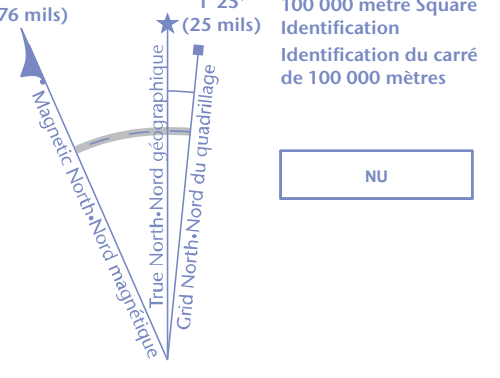 76 mils)
1°25'
(25 mils)
100 000 metre Square
Identification
Identification du carré
de 100 000 mètres
NU
Magnetic North•Nord magnétique
True North•Nord géographique
Grid North•Nord du quadrillage